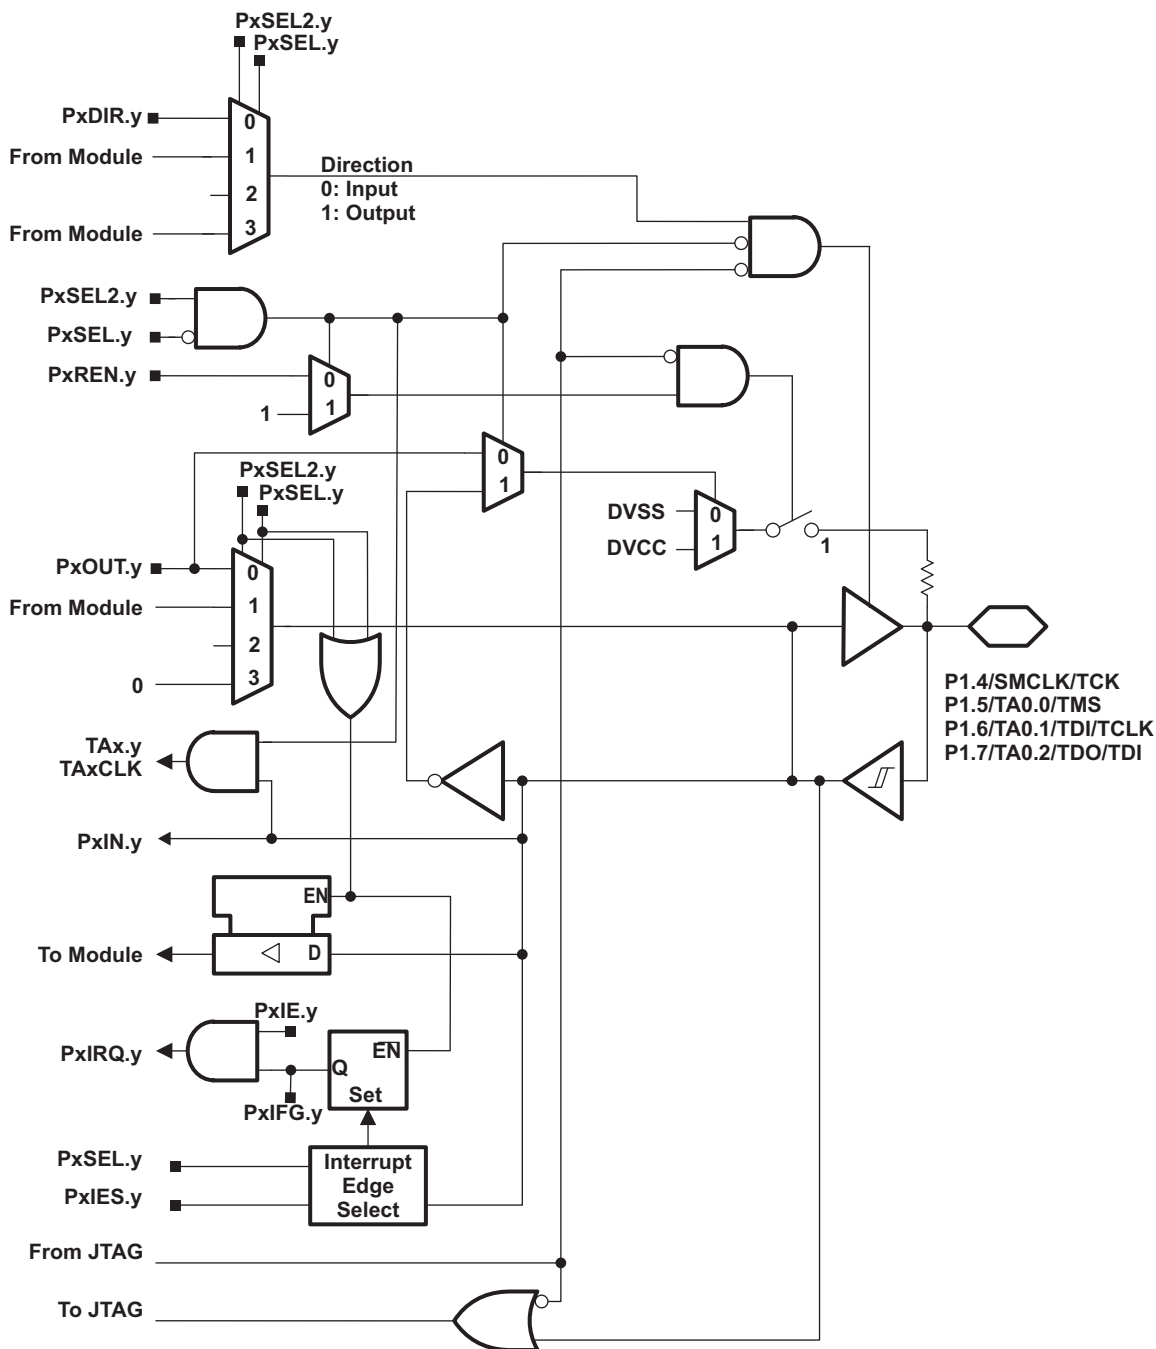 PxSEL2.y
PxSEL.y
PxDIR.y
0
From Module
1
2
From Module
3
Direction
0: Input
1: Output
PxSEL2.y
PxSEL.y
PxREN.y
0
1
1
0
1
PxSEL2.y
PxSEL.y
DVSS
0
DVCC
1
1
PxOUT.y
0
From Module
1
2
0
3
P1.4/SMCLK/TCK
P1.5/TA0.0/TMS
P1.6/TA0.1/TDI/TCLK
P1.7/TA0.2/TDO/TDI
TAx.y
TAxCLK
PxIN.y
EN
To Module
D
PxIE.y
PxIRQ.y
EN
Q
Set
PxIFG.y
PxSEL.y
PxIES.y
Interrupt
Edge
Select
From JTAG
To JTAG